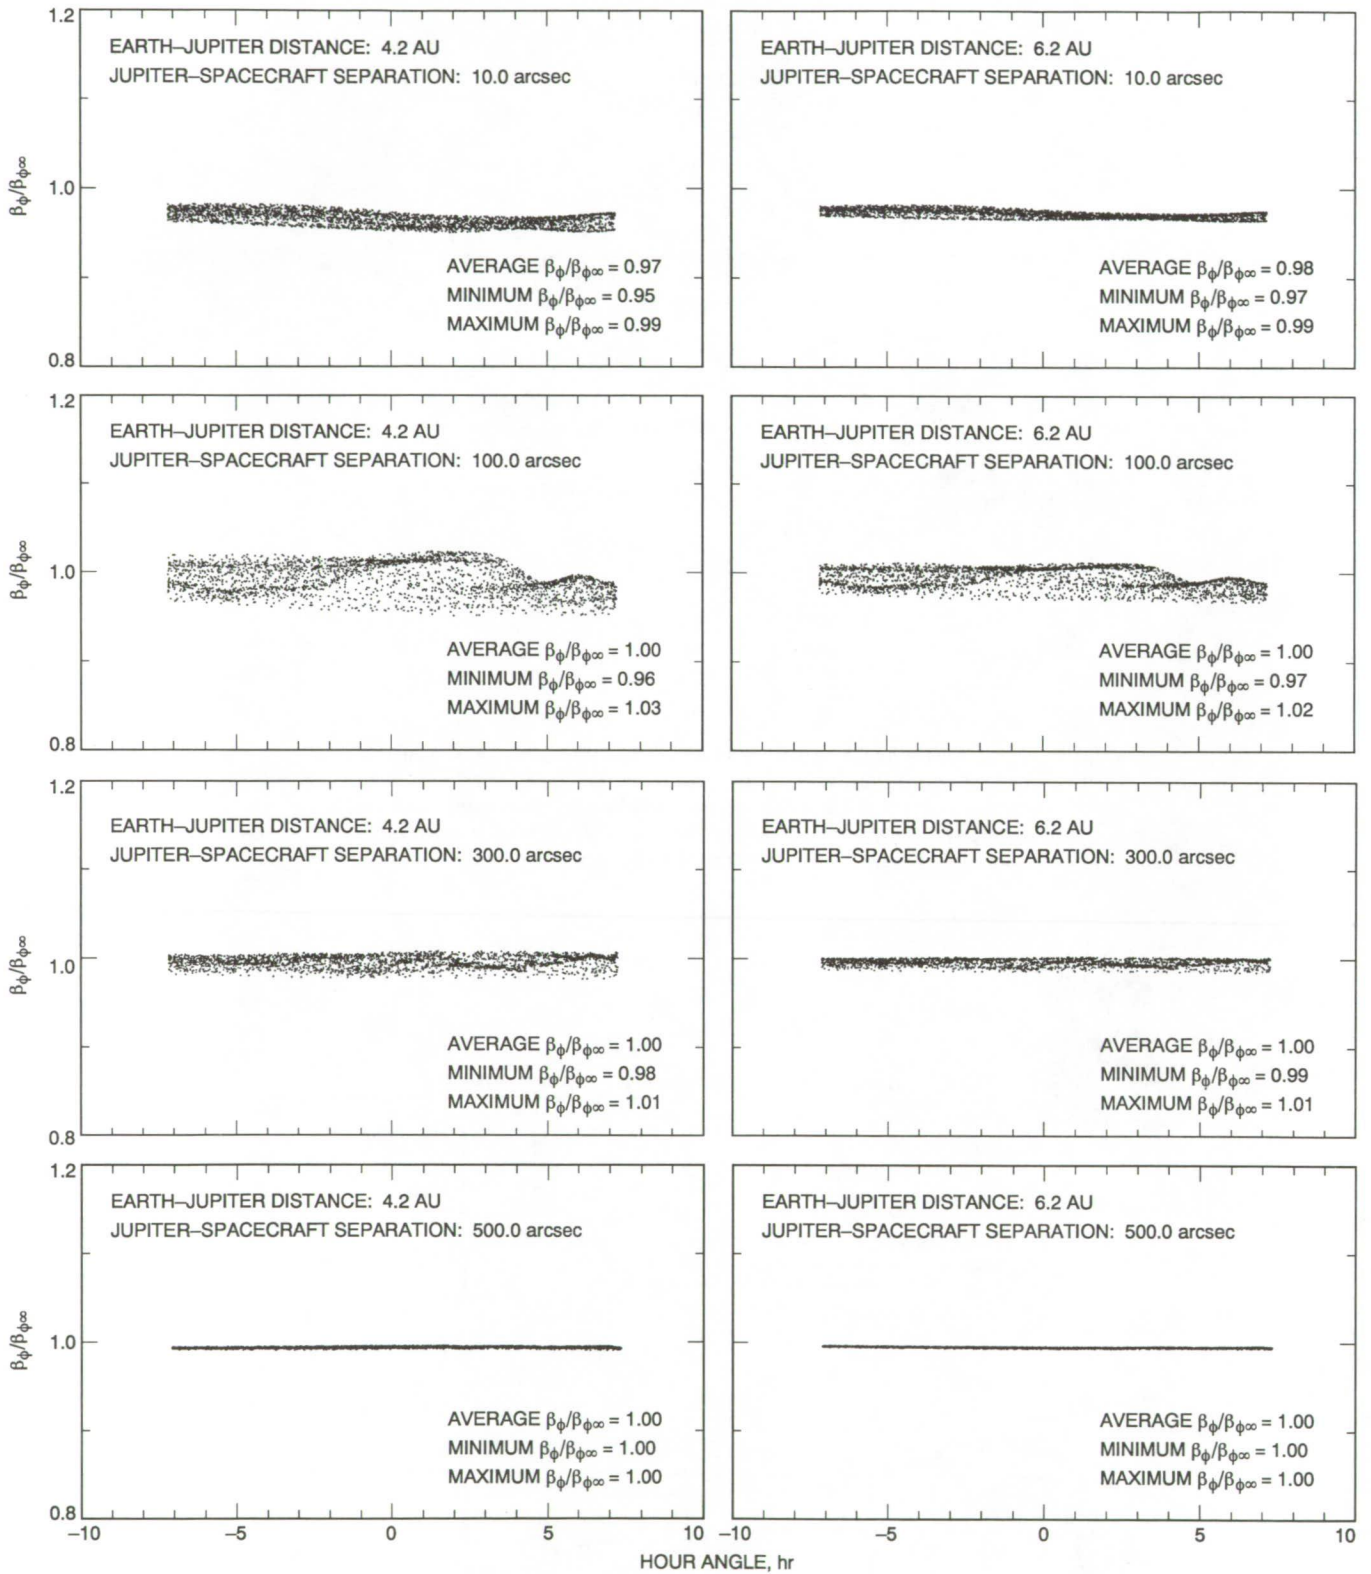 EARTH–JUPITER DISTANCE: 4.2 AU
JUPITER–SPACECRAFT SEPARATION: 10.0 arcsec
AVERAGE βϕ/βϕ∞ = 0.97
MINIMUM βϕ/βϕ∞ = 0.95
MAXIMUM βϕ/βϕ∞ = 0.99
1.2
1.0
0.8
βϕ/βϕ∞
EARTH–JUPITER DISTANCE: 6.2 AU
JUPITER–SPACECRAFT SEPARATION: 10.0 arcsec
AVERAGE βϕ/βϕ∞ = 0.98
MINIMUM βϕ/βϕ∞ = 0.97
MAXIMUM βϕ/βϕ∞ = 0.99
EARTH–JUPITER DISTANCE: 4.2 AU
JUPITER–SPACECRAFT SEPARATION: 100.0 arcsec
AVERAGE βϕ/βϕ∞ = 1.00
MINIMUM βϕ/βϕ∞ = 0.96
MAXIMUM βϕ/βϕ∞ = 1.03
1.2
1.0
0.8
βϕ/βϕ∞
EARTH–JUPITER DISTANCE: 6.2 AU
JUPITER–SPACECRAFT SEPARATION: 100.0 arcsec
AVERAGE βϕ/βϕ∞ = 1.00
MINIMUM βϕ/βϕ∞ = 0.97
MAXIMUM βϕ/βϕ∞ = 1.02
EARTH–JUPITER DISTANCE: 4.2 AU
JUPITER–SPACECRAFT SEPARATION: 300.0 arcsec
AVERAGE βϕ/βϕ∞ = 1.00
MINIMUM βϕ/βϕ∞ = 0.98
MAXIMUM βϕ/βϕ∞ = 1.01
1.2
1.0
0.8
βϕ/βϕ∞
EARTH–JUPITER DISTANCE: 6.2 AU
JUPITER–SPACECRAFT SEPARATION: 300.0 arcsec
AVERAGE βϕ/βϕ∞ = 1.00
MINIMUM βϕ/βϕ∞ = 0.99
MAXIMUM βϕ/βϕ∞ = 1.01
EARTH–JUPITER DISTANCE: 4.2 AU
JUPITER–SPACECRAFT SEPARATION: 500.0 arcsec
AVERAGE βϕ/βϕ∞ = 1.00
MINIMUM βϕ/βϕ∞ = 1.00
MAXIMUM βϕ/βϕ∞ = 1.00
1.2
1.0
0.8
βϕ/βϕ∞
–10 –5 0 5 10
EARTH–JUPITER DISTANCE: 6.2 AU
JUPITER–SPACECRAFT SEPARATION: 500.0 arcsec
AVERAGE βϕ/βϕ∞ = 1.00
MINIMUM βϕ/βϕ∞ = 1.00
MAXIMUM βϕ/βϕ∞ = 1.00
–10 –5 0 5 10
HOUR ANGLE, hr